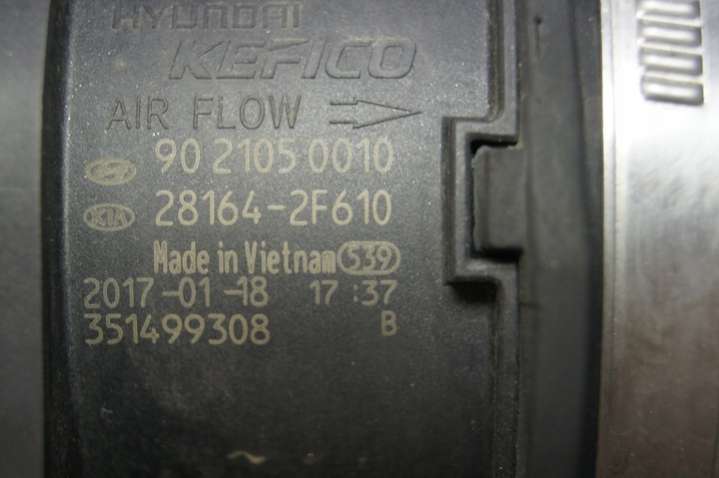 HYUNDAI
KEFICO
AIR FLOW
90 2105 0010
KIA 28164-2F610
Made in Vietnam 539
2017-01-18 17:37
351499308 B